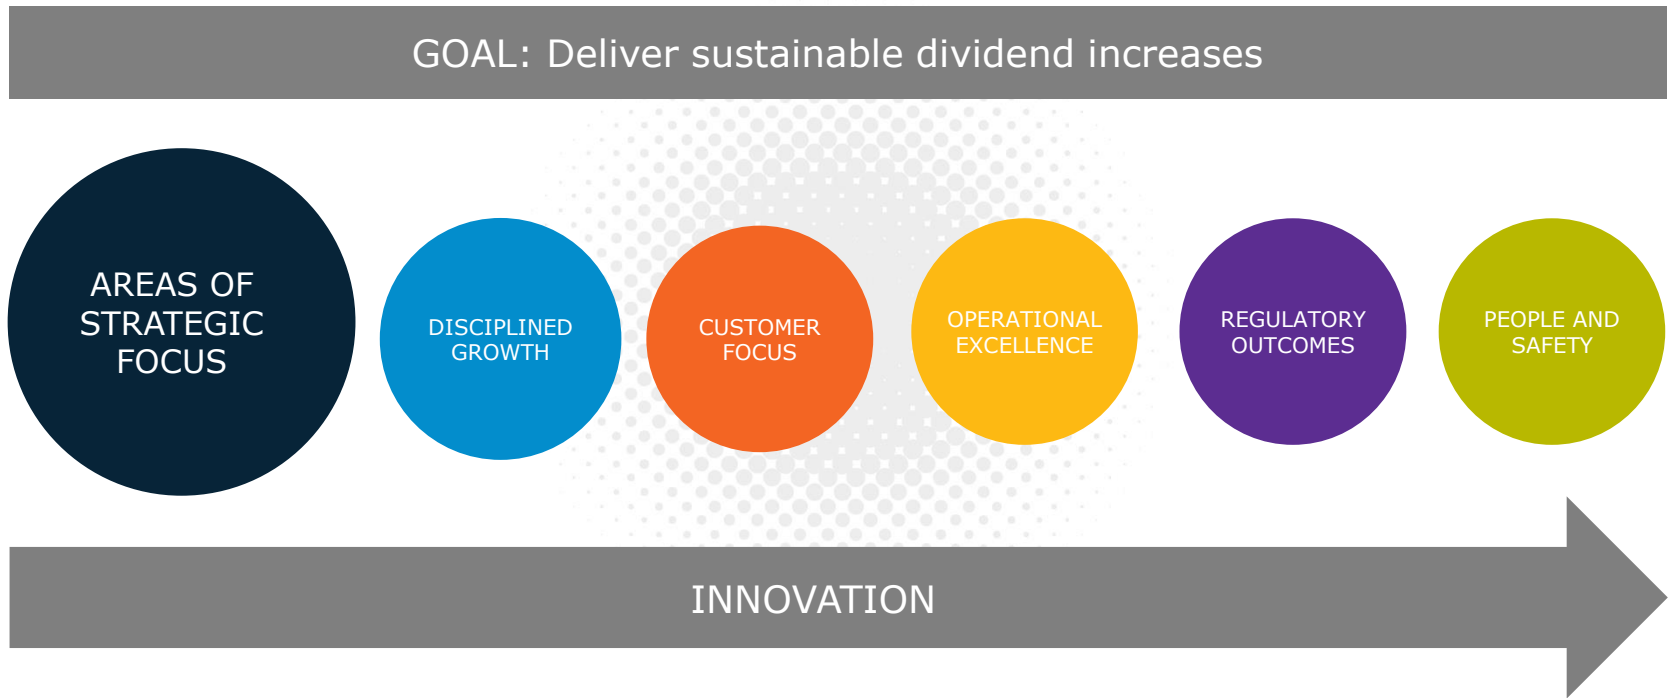 GOAL: Deliver sustainable dividend increases
AREAS OF
STRATEGIC
FOCUS
DISCIPLINED
GROWTH
CUSTOMER
FOCUS
OPERATIONAL
EXCELLENCE
REGULATORY
OUTCOMES
PEOPLE AND
SAFETY
INNOVATION